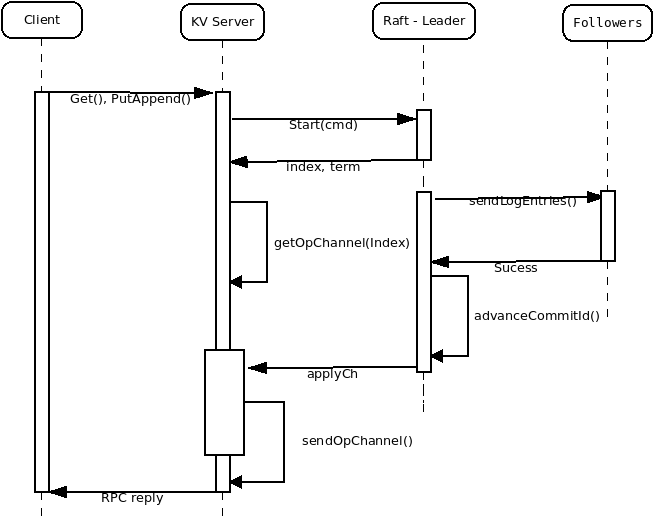 Client
KV Server
Raft - Leader
Followers
Get(), PutAppend()
Start(cmd)
index, term
sendLogEntries()
getOpChannel(Index)
Sucess
advanceCommitId()
applyCh
sendOpChannel()
RPC reply